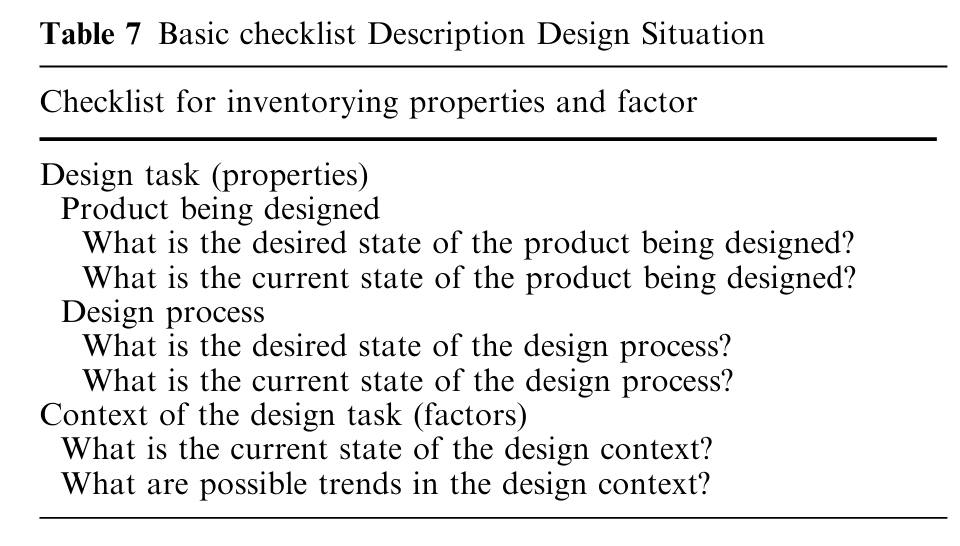 Table 7 Basic checklist Description Design Situation
Checklist for inventorying properties and factor
Design task (properties)
Product being designed
What is the desired state of the product being designed?
What is the current state of the product being designed?
Design process
What is the desired state of the design process?
What is the current state of the design process?
Context of the design task (factors)
What is the current state of the design context?
What are possible trends in the design context?